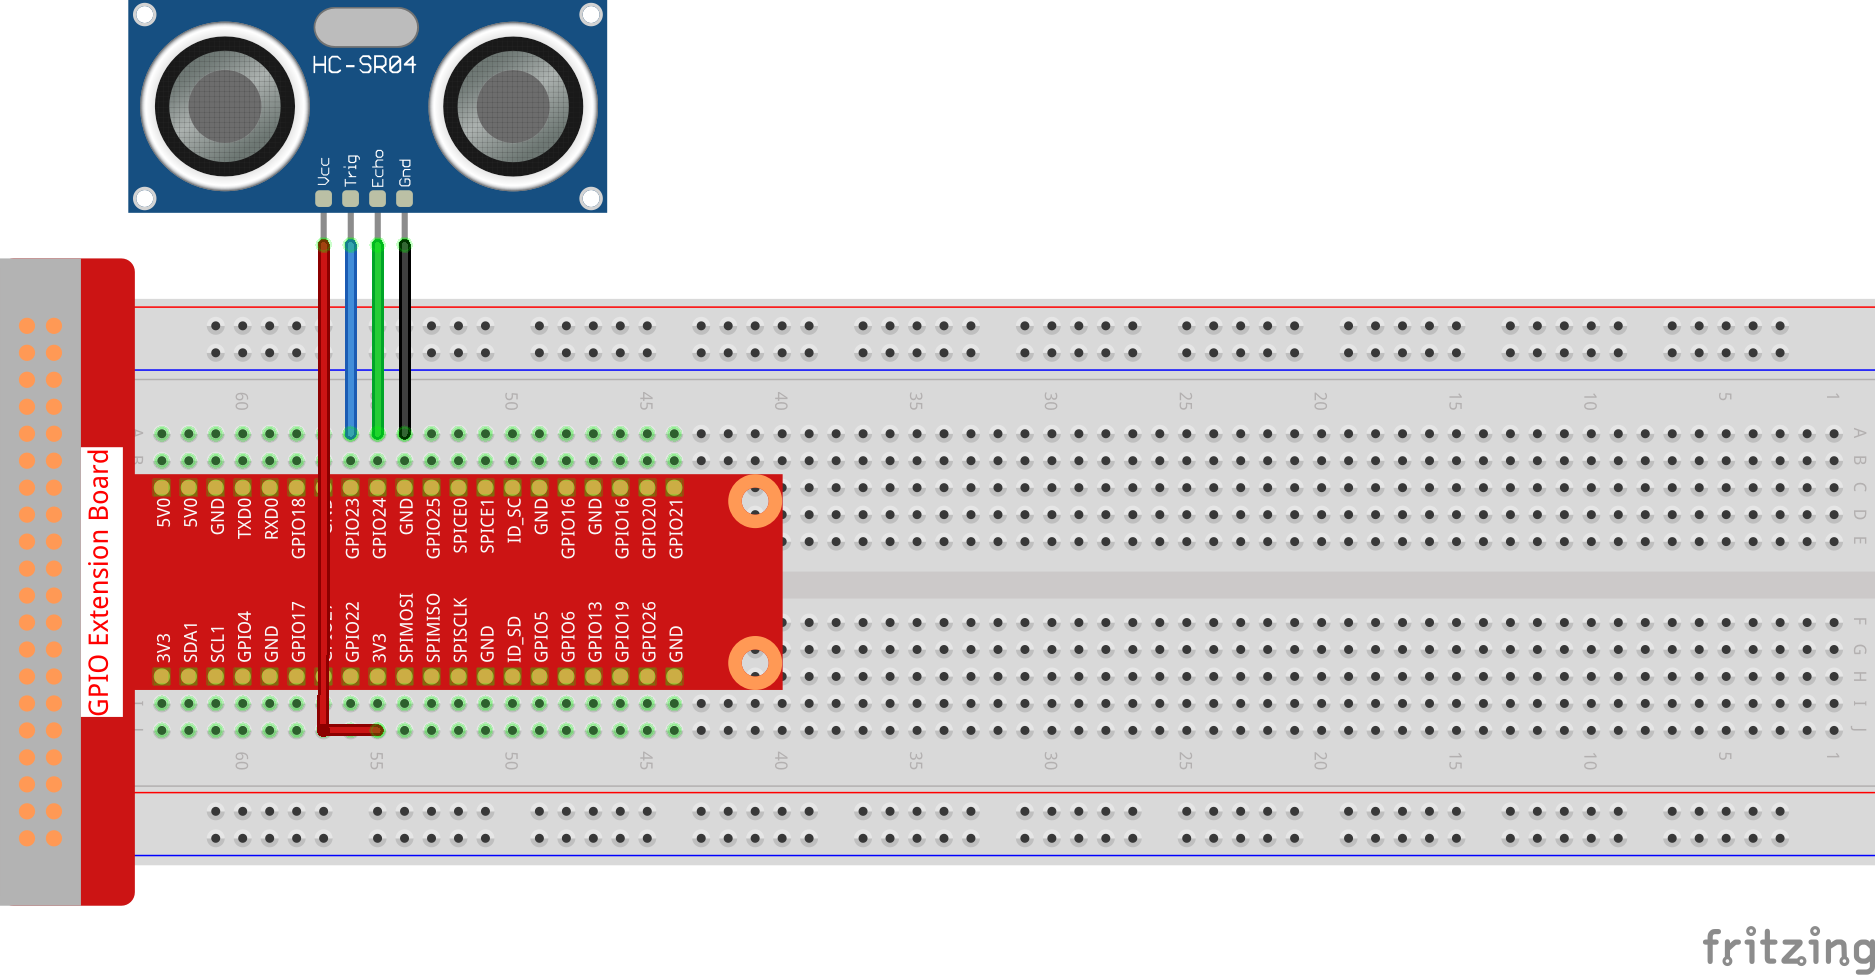 HC-SR04
Vcc Trig Echo Gnd
60 50 45 40 35 30 25 20 15 10 5 1
A A
B B
5V0 5V0 GND TXD0 RXD0 GPIO18 GPIO23 GPIO24 GND GPIO25 SPICE0 SPICE1 ID_SC GND GPIO16 GND GPIO16 GPIO20 GPIO21
C
D
E
GPIO Extension Board
3V3 SDA1 SCL1 GPIO4 GND GPIO17 GPIO22 3V3 SPIMOSI SPIMISO SPISCLK GND ID_SD GPIO5 GPIO6 GPIO13 GPIO19 GPIO26 GND
F
G
H
I I
J J
60 55 50 45 40 35 30 25 20 15 10 5 1
fritzing